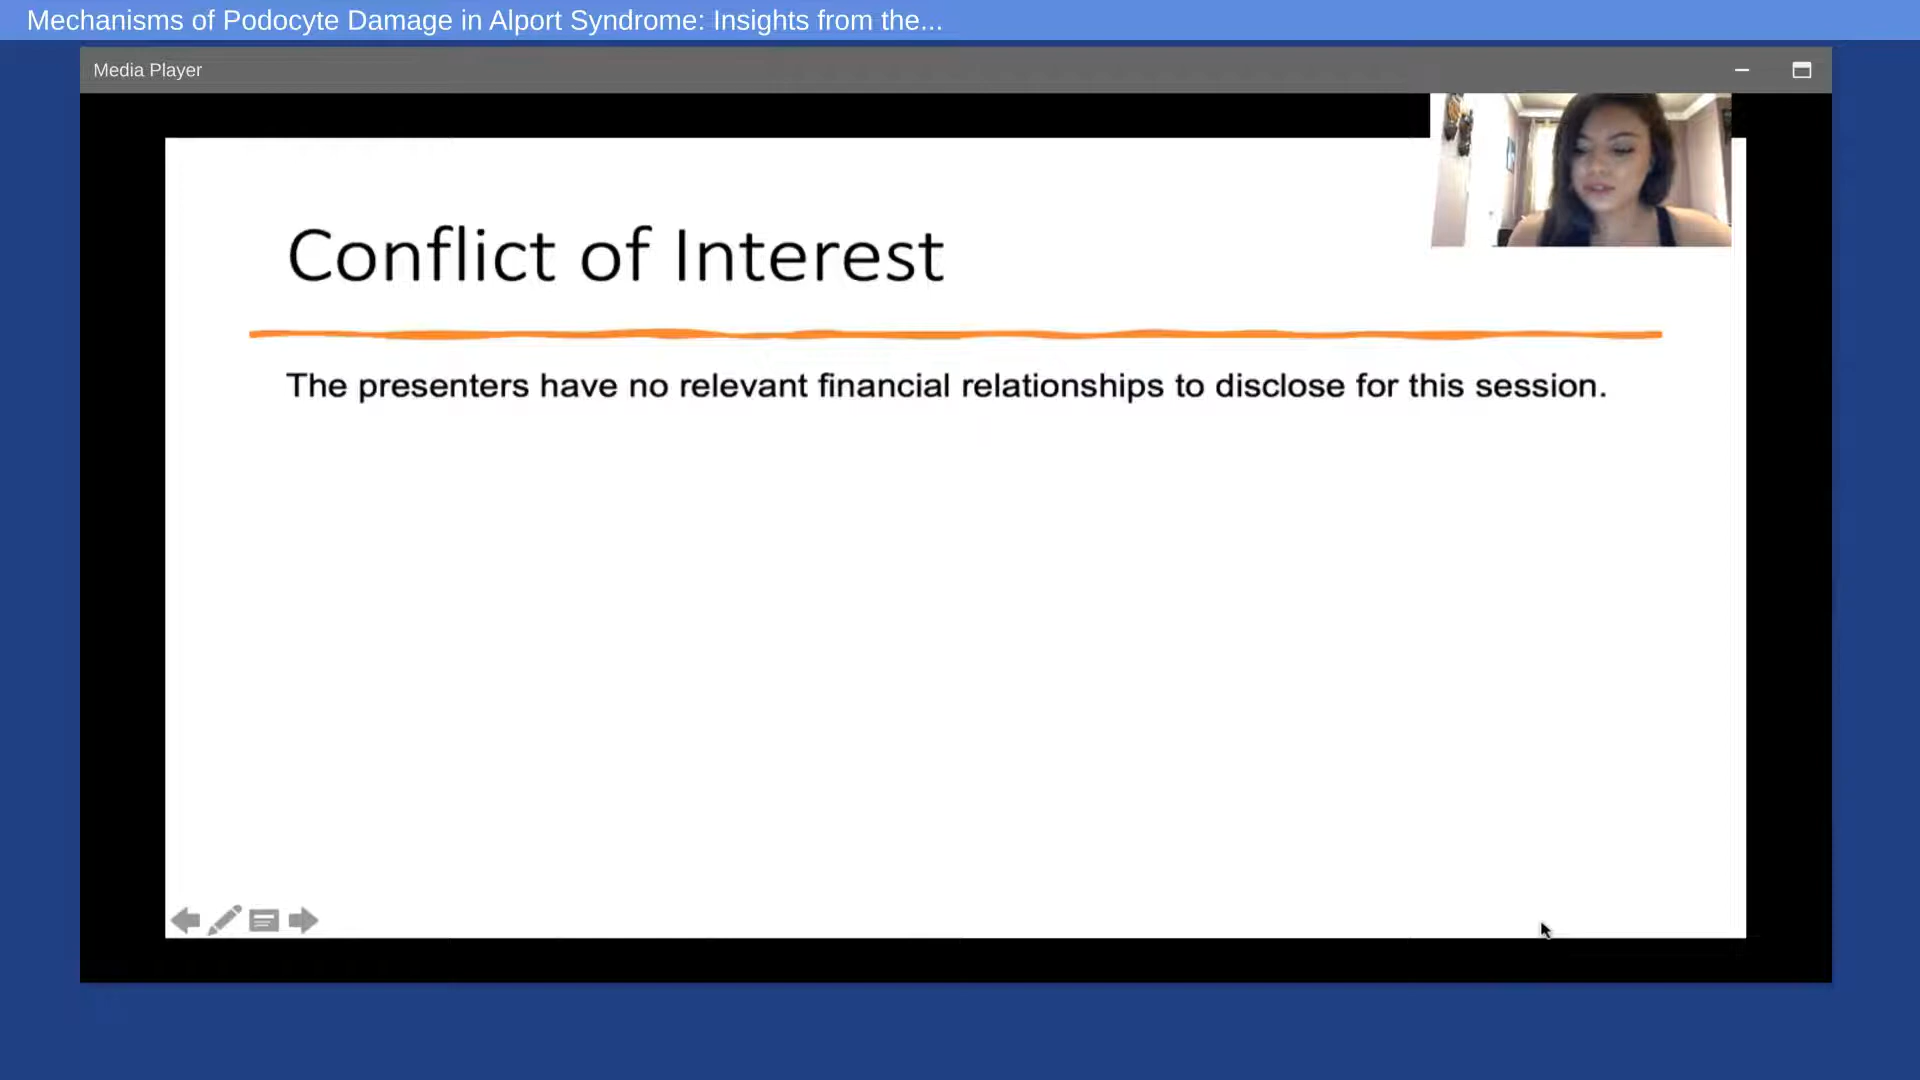 Mechanisms of Podocyte Damage in Alport Syndrome: Insights from the...
Media Player
Conflict of Interest
The presenters have no relevant financial relationships to disclose for this session.